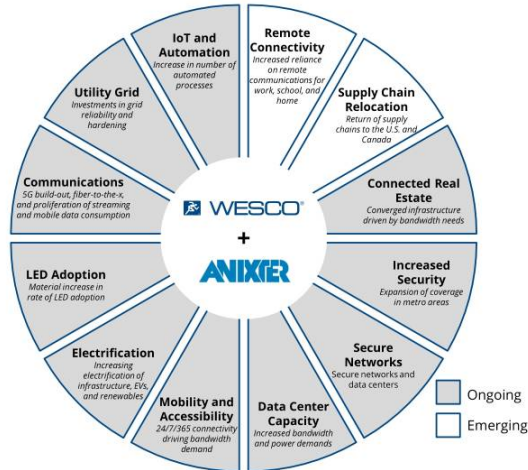 IoT and
Automation
Increase in number of
automated
processes
Remote
Connectivity
Increased reliance
on remote
communications for
work, school, and
home
Supply Chain
Relocation
Return of supply
chains to the U.S. and
Canada
Connected Real
Estate
Converged infrastructure
driven by bandwidth needs
Increased
Security
Expansion of coverage
in metro areas
Secure
Networks
Secure networks and
data centers
Data Center
Capacity
Increased bandwidth
and power demands
Mobility and
Accessibility
24/7/365 connectivity
driving bandwidth
demand
Electrification
Increasing
electrification of
infrastructure, EVs,
and renewables
LED Adoption
Material increase in
rate of LED adoption
Communications
5G build-out, fiber-to-the-x,
and proliferation of streaming
and mobile data consumption
Utility Grid
Investments in grid
reliability and
hardening
WESCO®
+
ANIXTER
Ongoing
Emerging